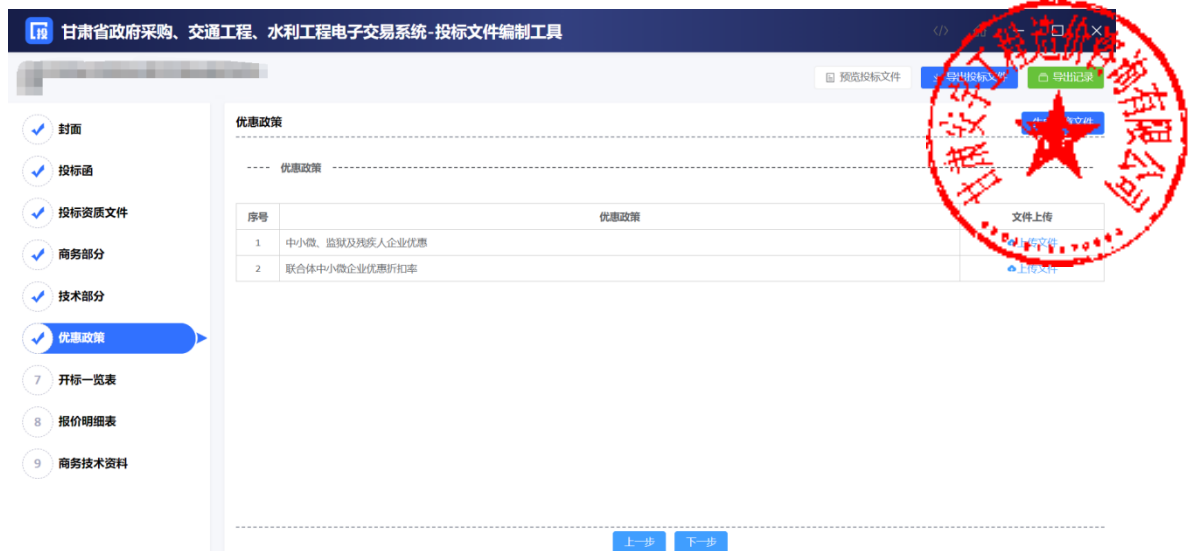 投 甘肃省政府采购、交通工程、水利工程电子交易系统-投标文件编制工具
预览投标文件 导出投标文件 导出记录
封面
投标函
投标资质文件
商务部分
技术部分
优惠政策
7 开标一览表
8 报价明细表
9 商务技术资料
优惠政策
优惠政策
序号 优惠政策 文件上传
1 中小微、监狱及残疾人企业优惠 上传文件
2 联合体中小微企业优惠折扣率 上传文件
上一步 下一步